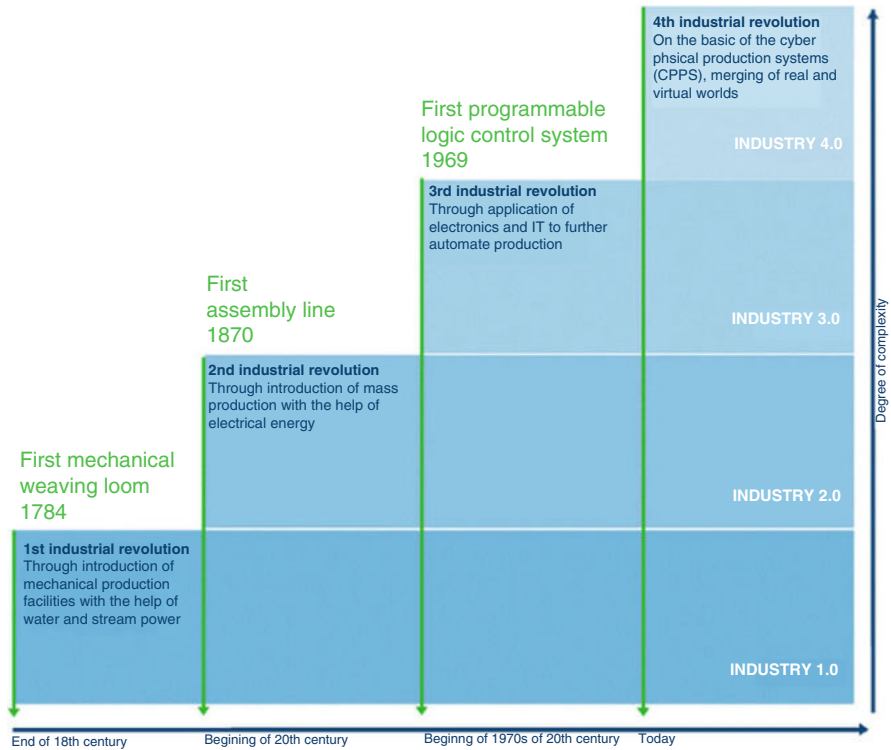 4th industrial revolution
On the basic of the cyber
phsical production systems
(CPPS), merging of real and
virtual worlds
INDUSTRY 4.0
First programmable
logic control system
1969
3rd industrial revolution
Through application of
electronics and IT to further
automate production
INDUSTRY 3.0
First
assembly line
1870
2nd industrial revolution
Through introduction of mass
production with the help of
electrical energy
INDUSTRY 2.0
First mechanical
weaving loom
1784
1st industrial revolution
Through introduction of
mechanical production
facilities with the help of
water and stream power
INDUSTRY 1.0
Degree of complexity
End of 18th century
Begining of 20th century
Beginng of 1970s of 20th century
Today